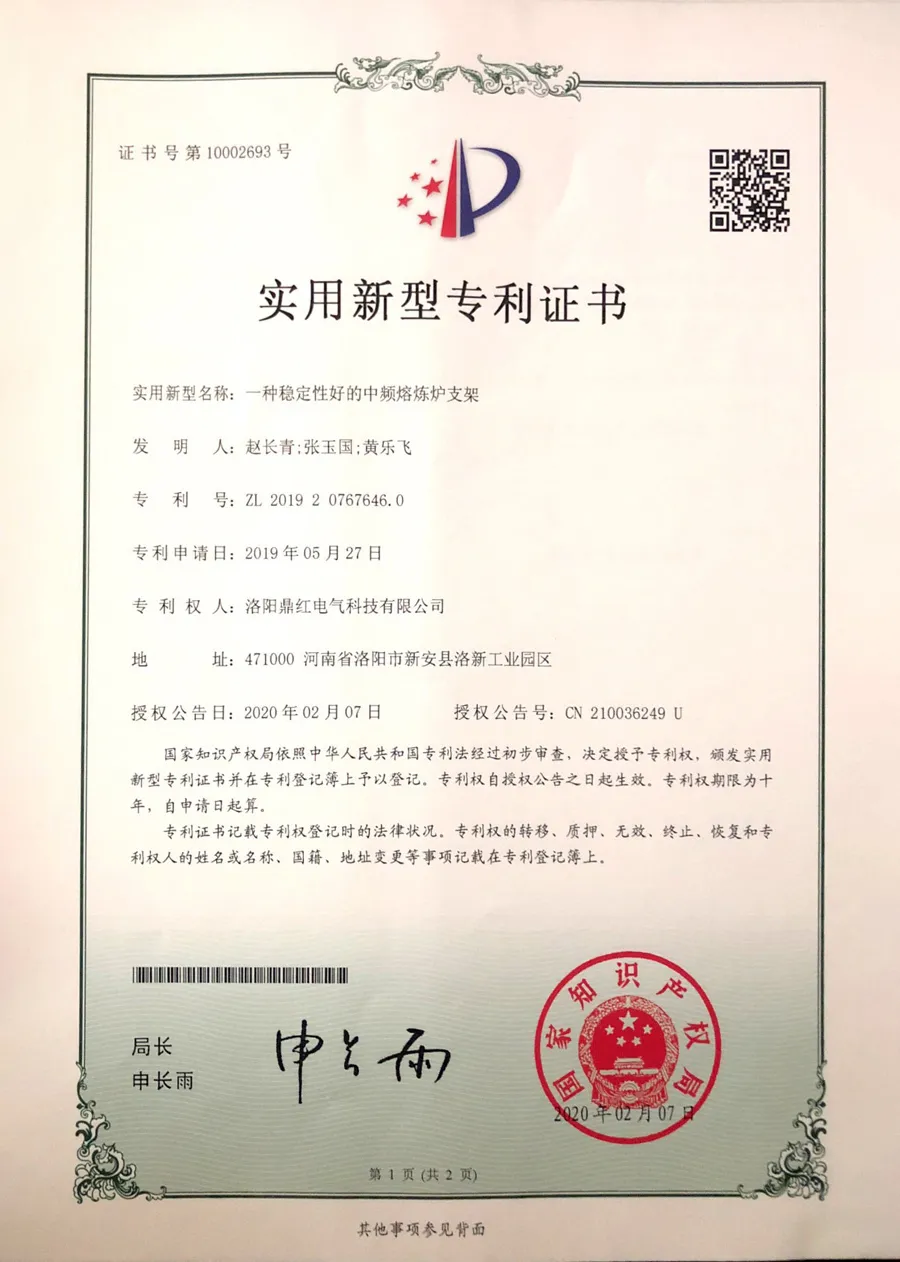 证书号第10002693号
实用新型专利证书
实用新型名称：一种稳定性好的中频熔炼炉支架
发明人：赵长青;张玉国;黄乐飞
专利号：ZL 2019 2 0767646.0
专利申请日：2019年05月27日
专利权人：洛阳鼎红电气科技有限公司
地址：471000 河南省洛阳市新安县洛新工业园区
授权公告日：2020年02月07日 授权公告号：CN 210036249 U
国家知识产权局依照中华人民共和国专利法经过初步审查，决定授予专利权，颁发实用
新型专利证书并在专利登记簿上予以登记。专利权自授权公告之日起生效。专利权期限为十
年，自申请日起算。
专利证书记载专利权登记时的法律状况。专利权的转移、质押、无效、终止、恢复和专
利权人的姓名或名称、国籍、地址变更等事项记载在专利登记簿上。
局长
申长雨
申长雨
国家知识产权局
2020年02月07日
第 1 页 (共 2 页)
其他事项参见背面